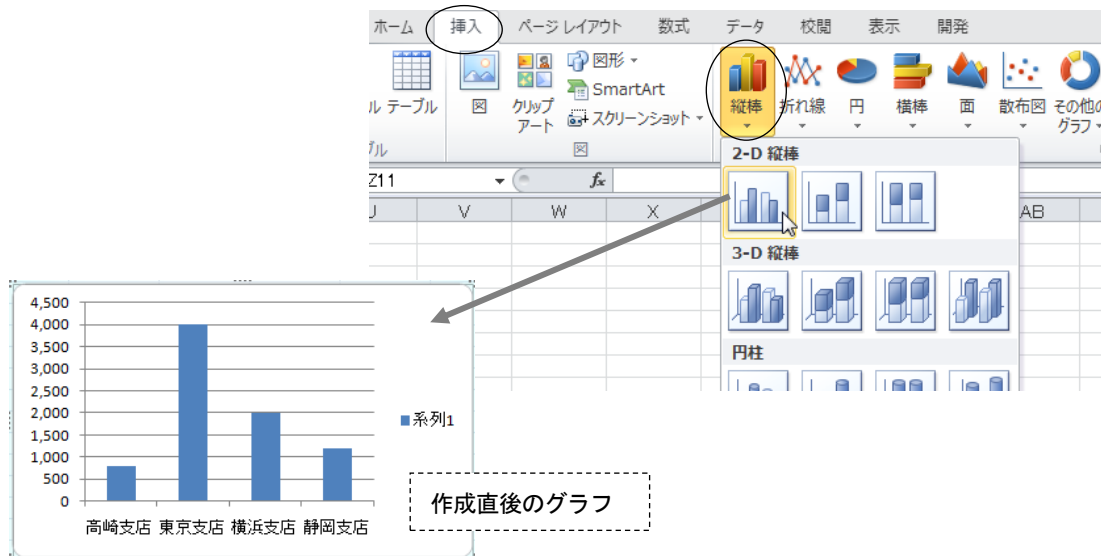 ホーム 挿入 ページ レイアウト 数式 データ 校閲 表示 開発
図形
SmartArt
スクリーンショット
ル テーブル 図 クリップ アート 縦棒 折れ線 円 横棒 面 散布図 その他の グラフ
ブル 図
2-D 縦棒
Z11 fx
U V W X AB
3-D 縦棒
円柱
4,500
4,000
3,500
3,000
2,500
2,000
1,500
1,000
500
0
系列1
高崎支店 東京支店 横浜支店 静岡支店
作成直後のグラフ